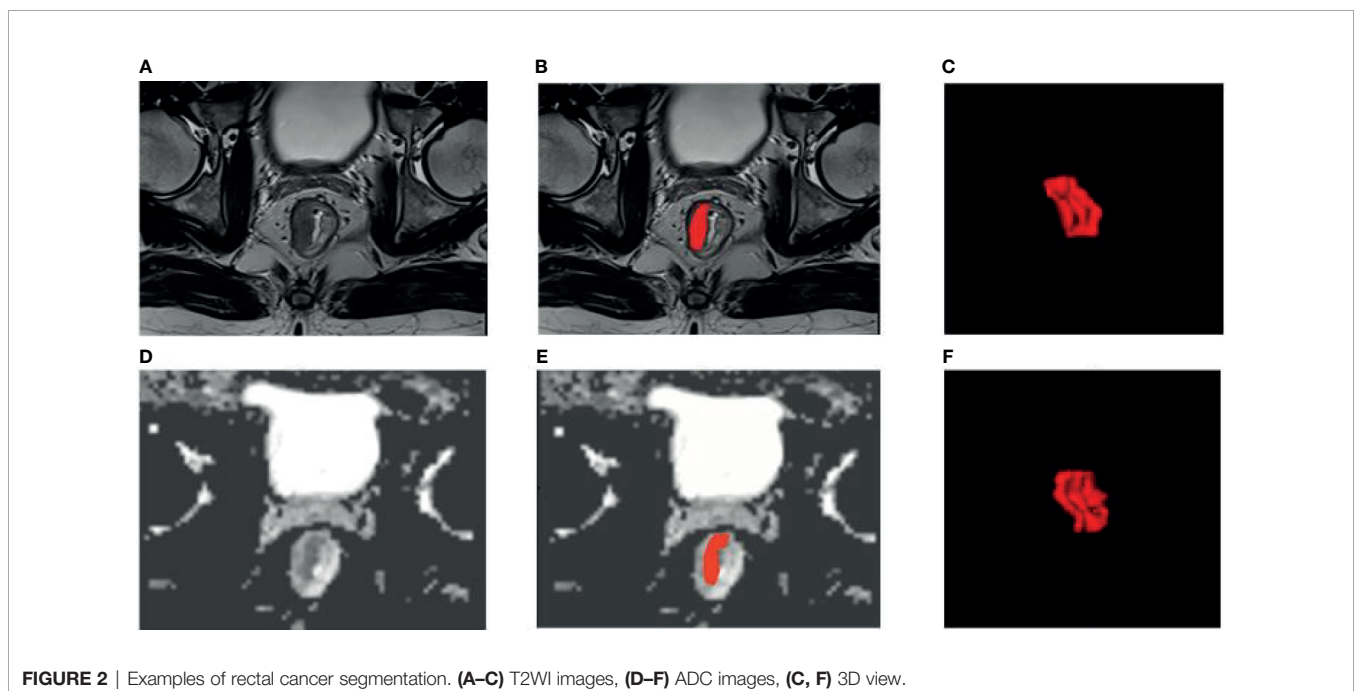 A
B
C
D
E
F
FIGURE 2 | Examples of rectal cancer segmentation. (A–C) T2WI images, (D–F) ADC images, (C, F) 3D view.